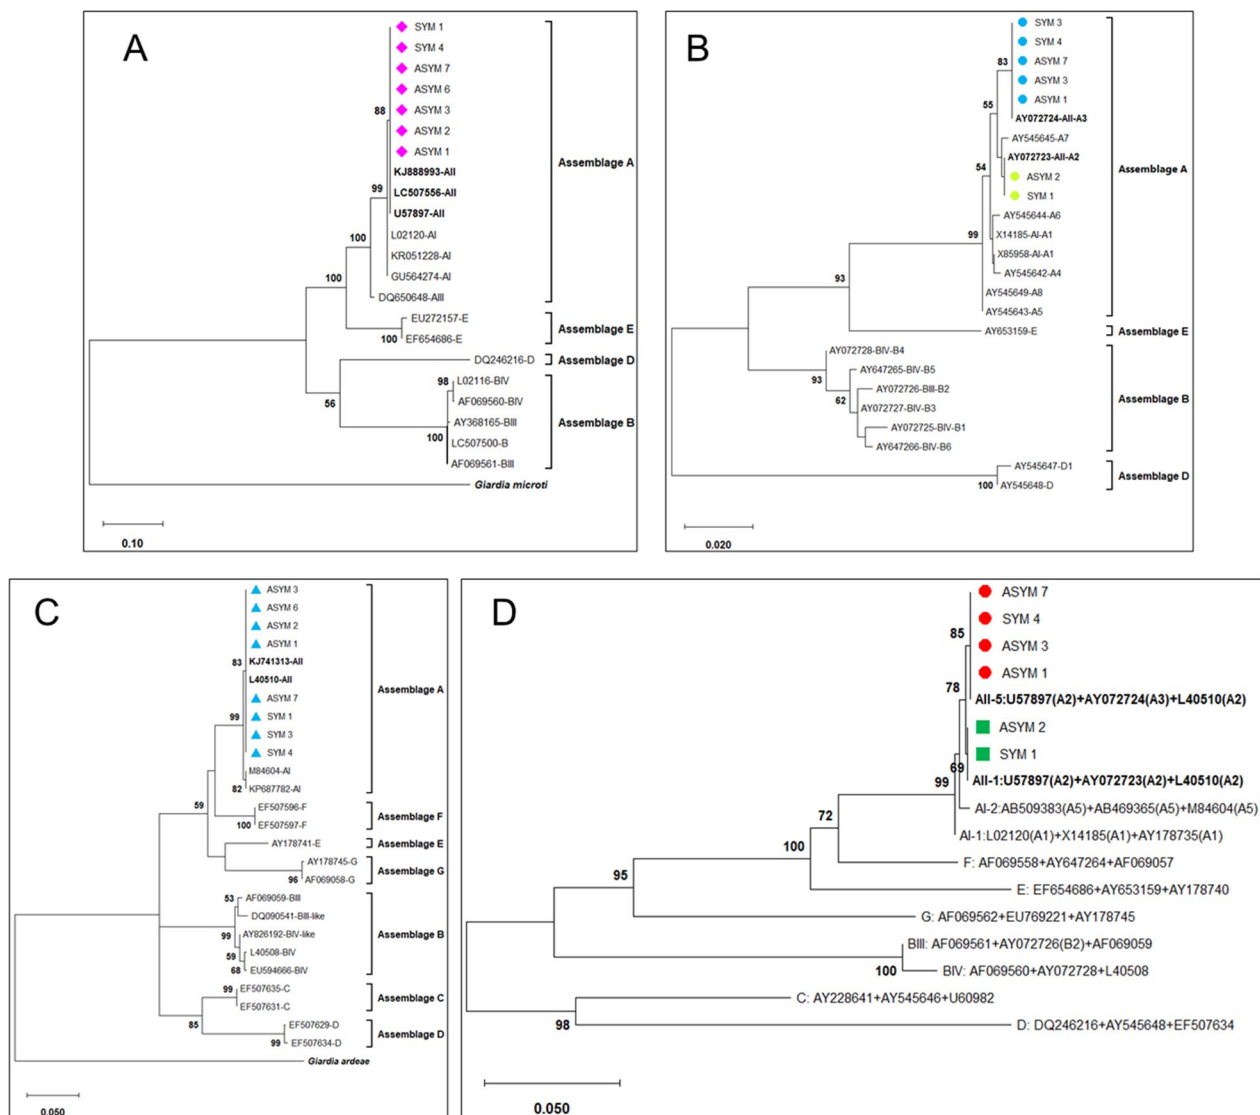 A
SYM 1
SYM 4
ASYM 7
ASYM 6
ASYM 3
ASYM 2
ASYM 1
KJ888993-AII
LC507556-AII
U57897-AII
L02120-AI
KR051228-AI
GU564274-AI
DQ650648-AIII
EU272157-E
EF654686-E
DQ246216-D
L02116-BIV
AF069560-BIV
AY368165-BIII
LC507500-B
AF069561-BIII
Giardia microti
88
99
100
100
100
56
98
100
Assemblage A
Assemblage E
Assemblage D
Assemblage B
0.10
B
SYM 3
SYM 4
ASYM 7
ASYM 3
ASYM 1
AY072724-AII-A3
AY545645-A7
AY072723-AII-A2
ASYM 2
SYM 1
AY545644-A6
X14185-AI-A1
X85958-AI-A1
AY545642-A4
AY545649-A8
AY545643-A5
AY653159-E
AY072728-BIV-B4
AY647265-BIV-B5
AY072726-BIII-B2
AY072727-BIV-B3
AY072725-BIV-B1
AY647266-BIV-B6
AY545647-D1
AY545648-D
83
55
54
99
93
93
62
100
Assemblage A
Assemblage E
Assemblage B
Assemblage D
0.020
C
ASYM 3
ASYM 6
ASYM 2
ASYM 1
KJ741313-AII
L40510-AII
ASYM 7
SYM 1
SYM 3
SYM 4
M84604-AI
KP687782-AI
EF507596-F
EF507597-F
AY178741-E
AY178745-G
AF069058-G
AF069059-BIII
DQ090541-BIII-like
AY826192-BIV-like
L40508-BIV
EU594666-BIV
EF507635-C
EF507631-C
EF507629-D
EF507634-D
Giardia ardeae
83
99
82
59
100
96
53
99
59
68
99
85
99
Assemblage A
Assemblage F
Assemblage E
Assemblage G
Assemblage B
Assemblage C
Assemblage D
0.050
D
ASYM 7
SYM 4
ASYM 3
ASYM 1
AII-5:U57897(A2)+AY072724(A3)+L40510(A2)
ASYM 2
SYM 1
AII-1:U57897(A2)+AY072723(A2)+L40510(A2)
AI-2:AB509383(A5)+AB469365(A5)+M84604(A5)
AI-1:L02120(A1)+X14185(A1)+AY178735(A1)
F: AF069558+AY647264+AF069057
E: EF654686+AY653159+AY178740
G: AF069562+EU769221+AY178745
BIII: AF069561+AY072726(B2)+AF069059
BIV: AF069560+AY072728+L40508
C: AY228641+AY545646+U60982
D: DQ246216+AY545648+EF507634
85
78
69
99
72
100
95
100
98
0.050